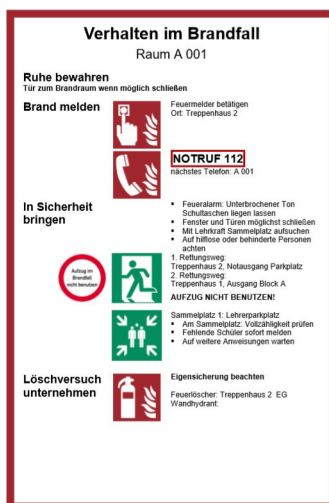 Verhalten im Brandfall
Raum A 001
Ruhe bewahren
Tür zum Brandraum wenn möglich schließen
Brand melden
Feuermelder betätigen
Ort: Treppenhaus 2
NOTRUF 112
nächstes Telefon: A 001
In Sicherheit
bringen
Feueralarm: Unterbrochener Ton
Schultaschen liegen lassen
Fenster und Türen möglichst schließen
Mit Lehrkraft Sammelplatz aufsuchen
Auf hilflose oder behinderte Personen
achten
1. Rettungsweg:
Treppenhaus 2, Notausgang Parkplatz
2. Rettungsweg:
Treppenhaus 1, Ausgang Block A
AUFZUG NICHT BENUTZEN!
Aufzug im
Brandfall
nicht benutzen
Sammelplatz 1: Lehrerparkplatz
Am Sammelplatz: Vollzähligkeit prüfen
Fehlende Schüler sofort melden
Auf weitere Anweisungen warten
Löschversuch
unternehmen
Eigensicherung beachten
Feuerlöscher: Treppenhaus 2 EG
Wandhydrant: